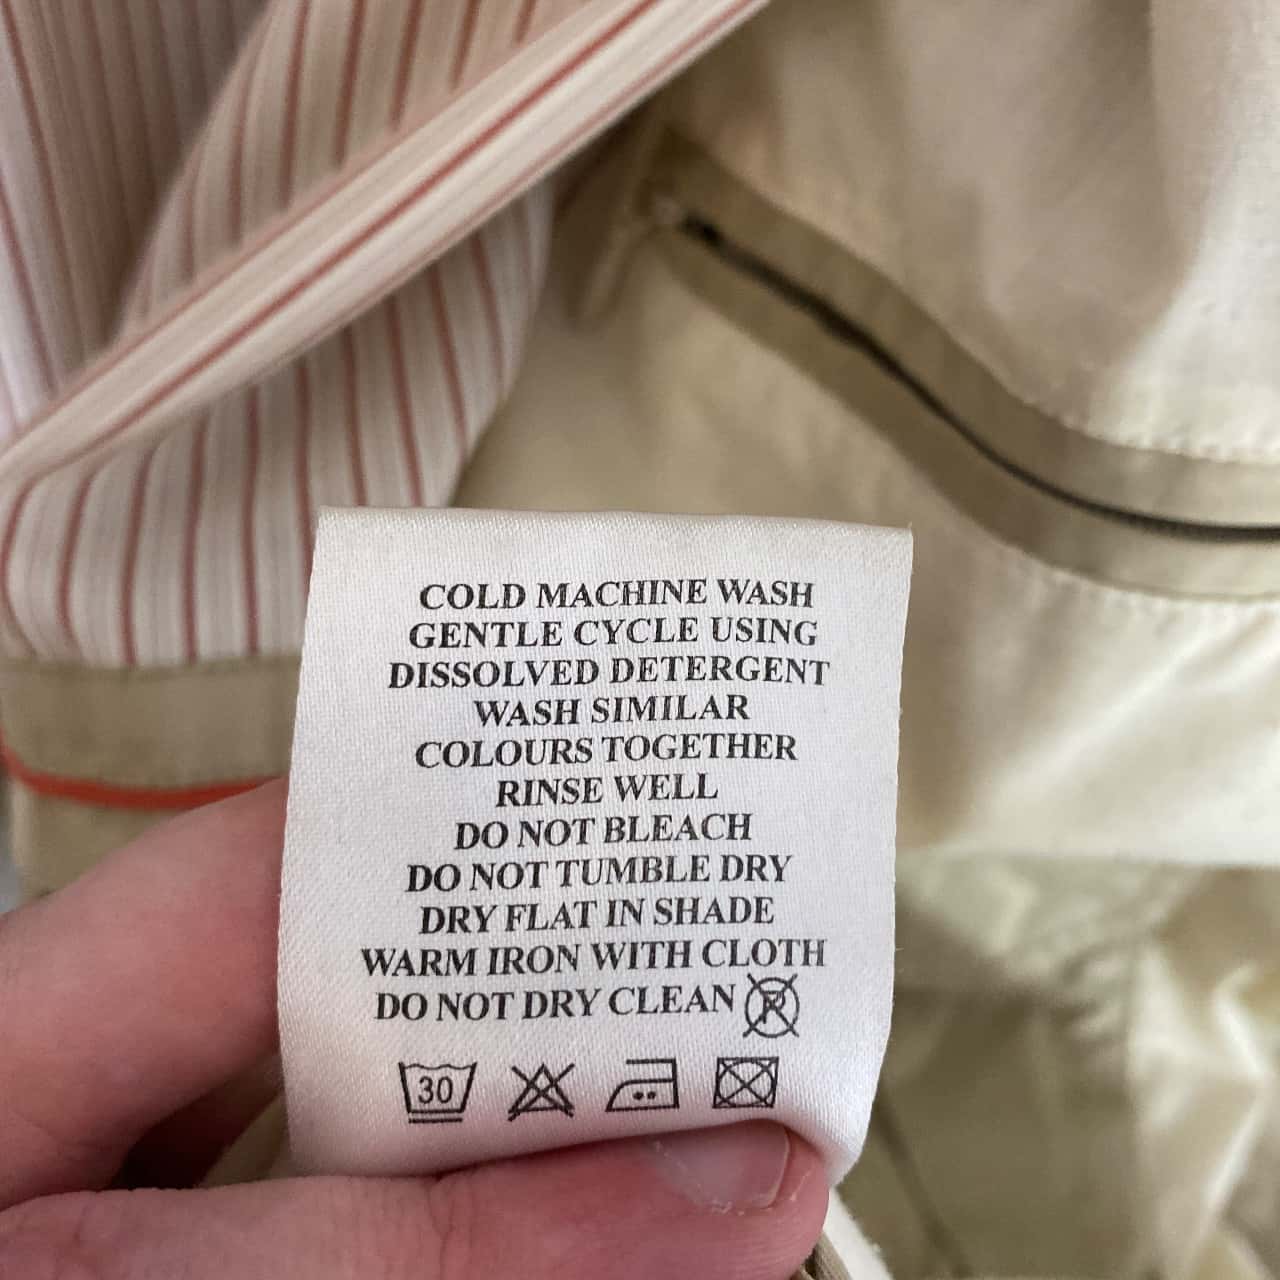 COLD MACHINE WASH
GENTLE CYCLE USING
DISSOLVED DETERGENT
WASH SIMILAR
COLOURS TOGETHER
RINSE WELL
DO NOT BLEACH
DO NOT TUMBLE DRY
DRY FLAT IN SHADE
WARM IRON WITH CLOTH
DO NOT DRY CLEAN P
30